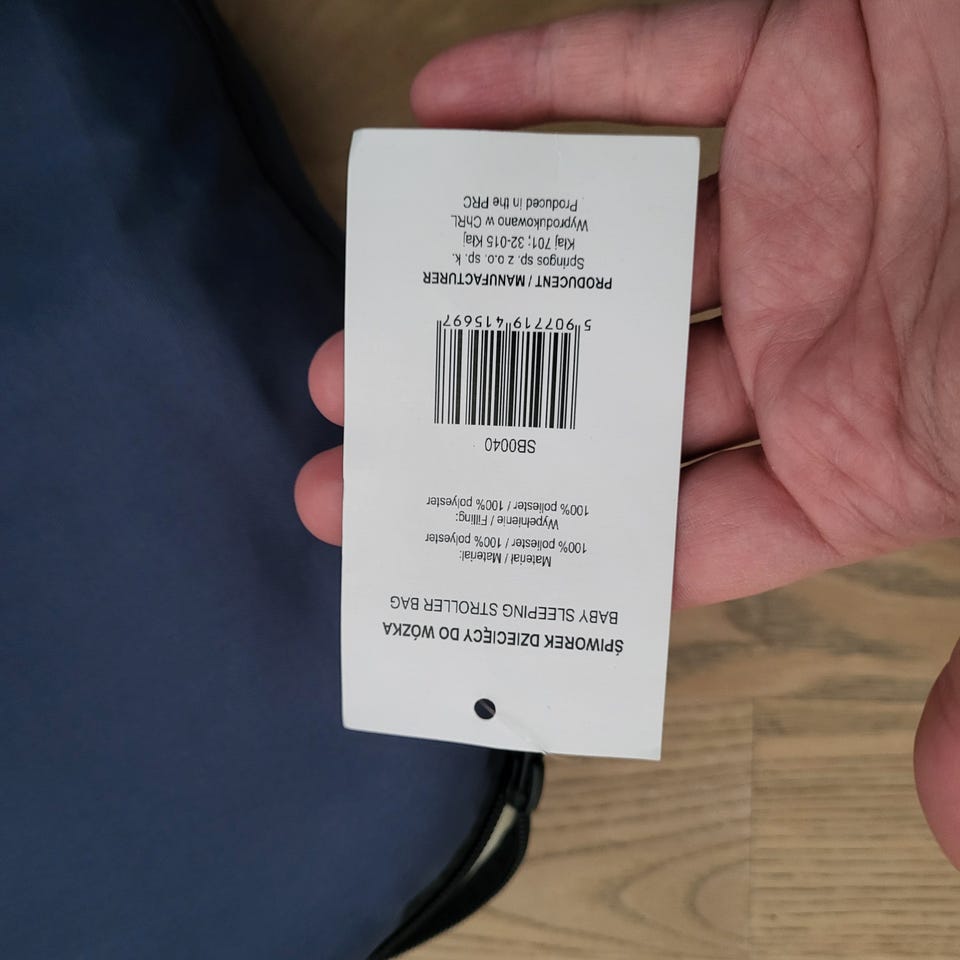 ŚPIWOREK DZIECIĘCY DO WÓZKA
BABY SLEEPING STROLLER BAG
Materiał / Material:
100% poliester / 100% polyester
Wypełnienie / Filling:
100% poliester / 100% polyester
SB0040
5 907719 415697
PRODUCENT / MANUFACTURER
Springos sp. z o.o. sp. k.
Kłaj 701; 32-015 Kłaj
Wyprodukowano w ChRL
Produced in the PRC